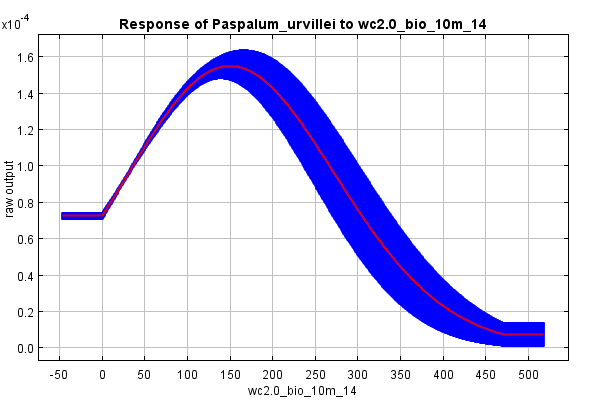 x10⁻⁴
Response of Paspalum_urvillei to wc2.0_bio_10m_14
1.6
1.4
1.2
1.0
0.8
0.6
0.4
0.2
0.0
raw output
-50 0 50 100 150 200 250 300 350 400 450 500
wc2.0_bio_10m_14